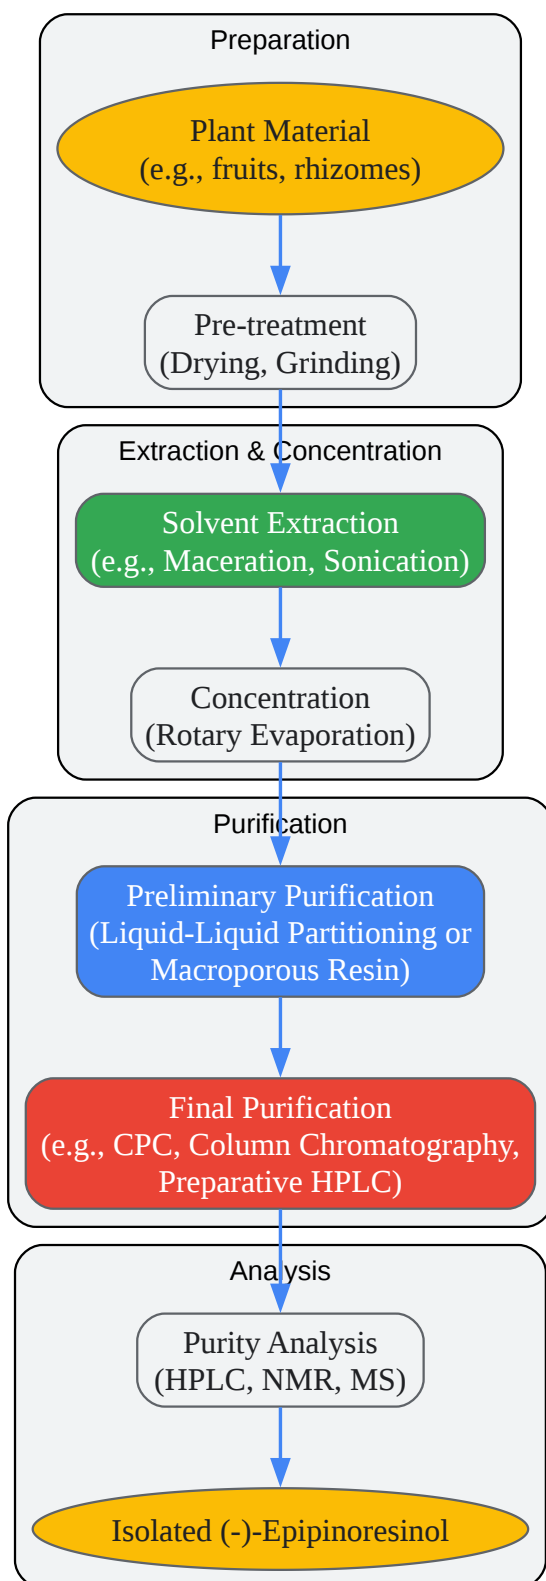 Preparation
Plant Material
(e.g., fruits, rhizomes)
Pre-treatment
(Drying, Grinding)
Extraction & Concentration
Solvent Extraction
(e.g., Maceration, Sonication)
Concentration
(Rotary Evaporation)
Purification
Preliminary Purification
(Liquid-Liquid Partitioning or
Macroporous Resin)
Final Purification
(e.g., CPC, Column Chromatography,
Preparative HPLC)
Analysis
Purity Analysis
(HPLC, NMR, MS)
Isolated (-)-Epipinoresinol